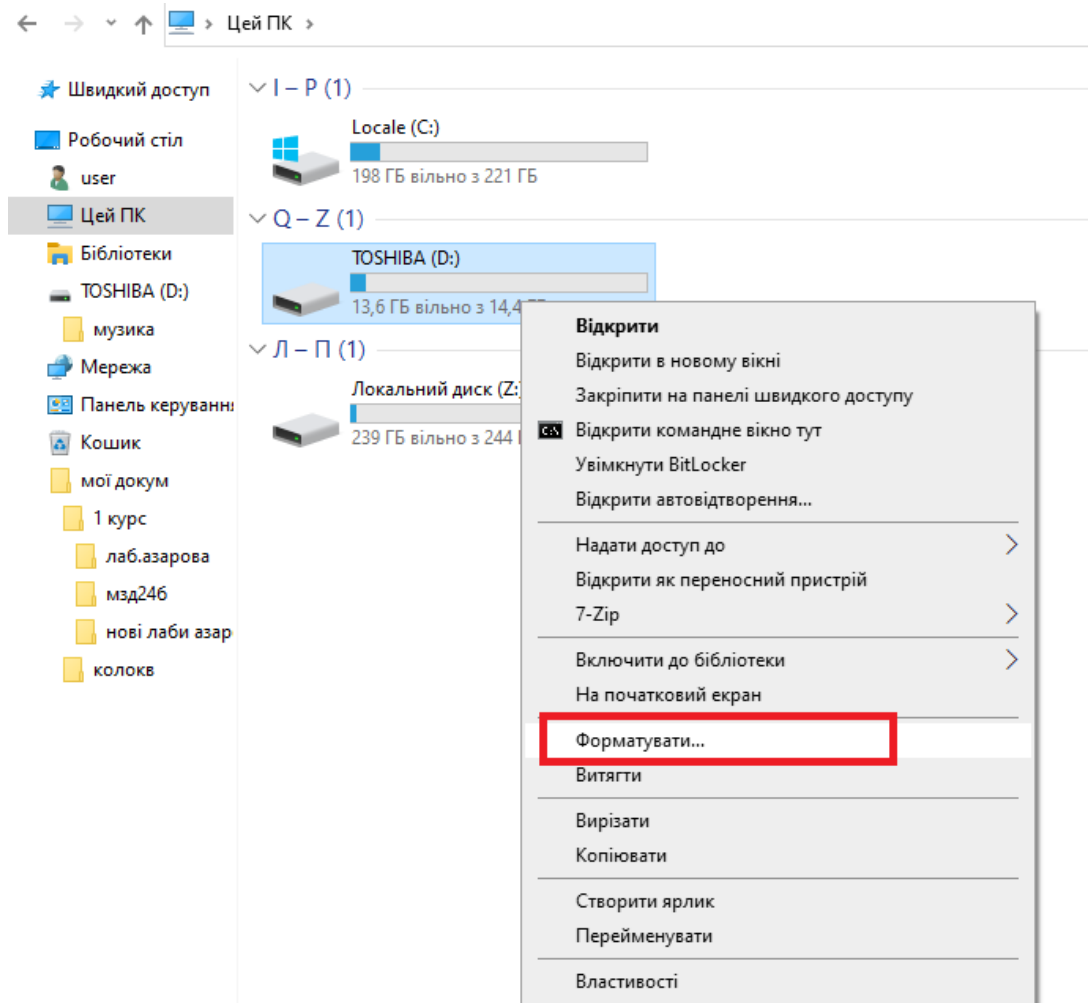 Цей ПК
Швидкий доступ
Робочий стіл
user
Цей ПК
Бібліотеки
TOSHIBA (D:)
музика
Мережа
Панель керування
Кошик
мої докум
1 курс
лаб.азарова
мзд246
нові лаби азар
колокв
I – P (1)
Locale (C:)
198 ГБ вільно з 221 ГБ
Q – Z (1)
TOSHIBA (D:)
13,6 ГБ вільно з 14,4
Л – П (1)
Локальний диск (Z:)
239 ГБ вільно з 244
Відкрити
Відкрити в новому вікні
Закріпити на панелі швидкого доступу
C:\ Відкрити командне вікно тут
Увімкнути BitLocker
Відкрити автовідтворення...
Надати доступ до
Відкрити як переносний пристрій
7-Zip
Включити до бібліотеки
На початковий екран
Форматувати...
Витягти
Вирізати
Копіювати
Створити ярлик
Перейменувати
Властивості